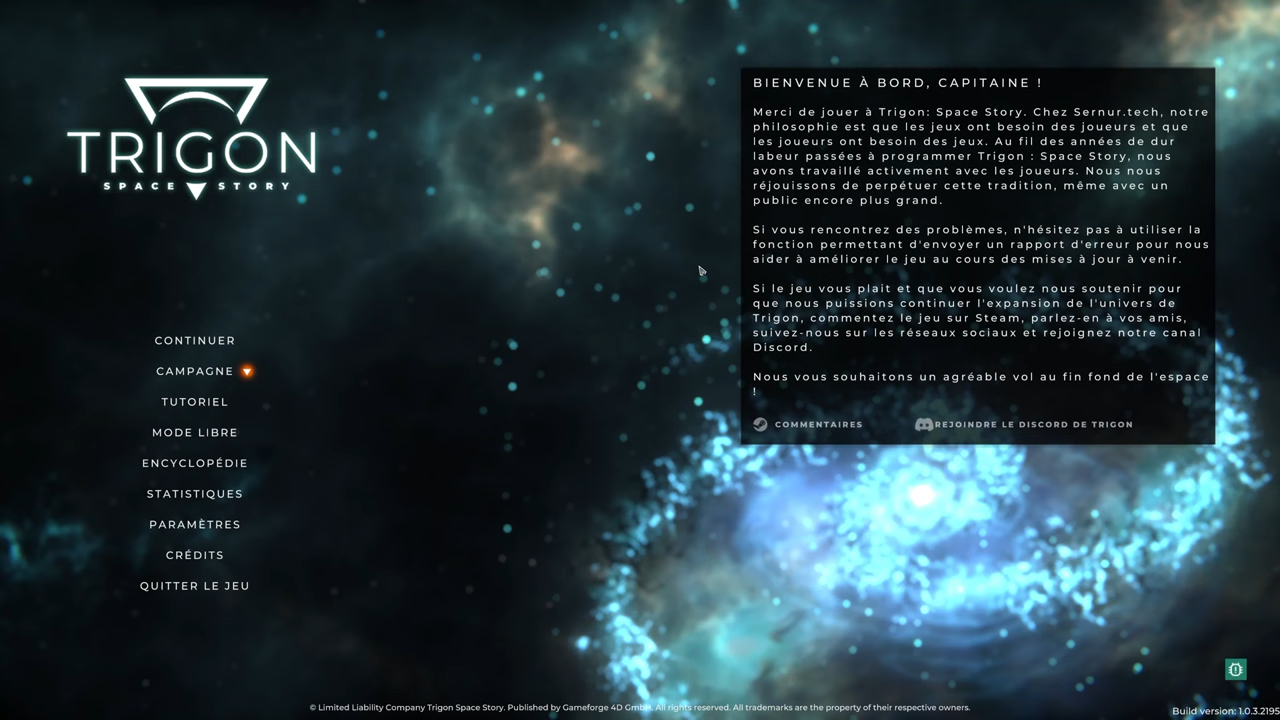 TRIGON
SPACE STORY
CONTINUER
CAMPAGNE
TUTORIEL
MODE LIBRE
ENCYCLOPÉDIE
STATISTIQUES
PARAMÈTRES
CRÉDITS
QUITTER LE JEU
BIENVENUE À BORD, CAPITAINE !
Merci de jouer à Trigon: Space Story. Chez Sernur.tech, notre
philosophie est que les jeux ont besoin des joueurs et que
les joueurs ont besoin des jeux. Au fil des années de dur
labeur passées à programmer Trigon : Space Story, nous
avons travaillé activement avec les joueurs. Nous nous
réjouissons de perpétuer cette tradition, même avec un
public encore plus grand.
Si vous rencontrez des problèmes, n'hésitez pas à utiliser la
fonction permettant d'envoyer un rapport d'erreur pour nous
aider à améliorer le jeu au cours des mises à jour à venir.
Si le jeu vous plait et que vous voulez nous soutenir pour
que nous puissions continuer l'expansion de l'univers de
Trigon, commentez le jeu sur Steam, parlez-en à vos amis,
suivez-nous sur les réseaux sociaux et rejoignez notre canal
Discord.
Nous vous souhaitons un agréable vol au fin fond de l'espace
!
COMMENTAIRES
REJOINDRE LE DISCORD DE TRIGON
© Limited Liability Company Trigon Space Story. Published by Gameforge 4D GmbH. All rights reserved. All trademarks are the property of their respective owners.
Build version: 1.0.3.2195